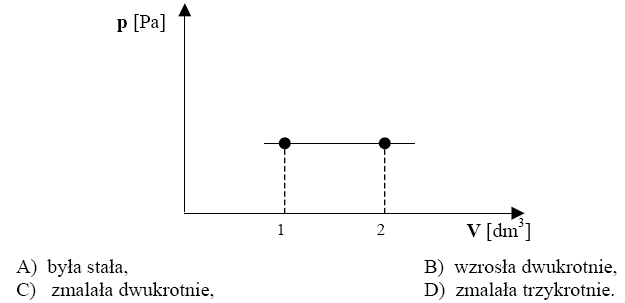 p [Pa]
1 2 V [dm³]
A) była stała, B) wzrosła dwukrotnie,
C) zmalała dwukrotnie, D) zmalała trzykrotnie.